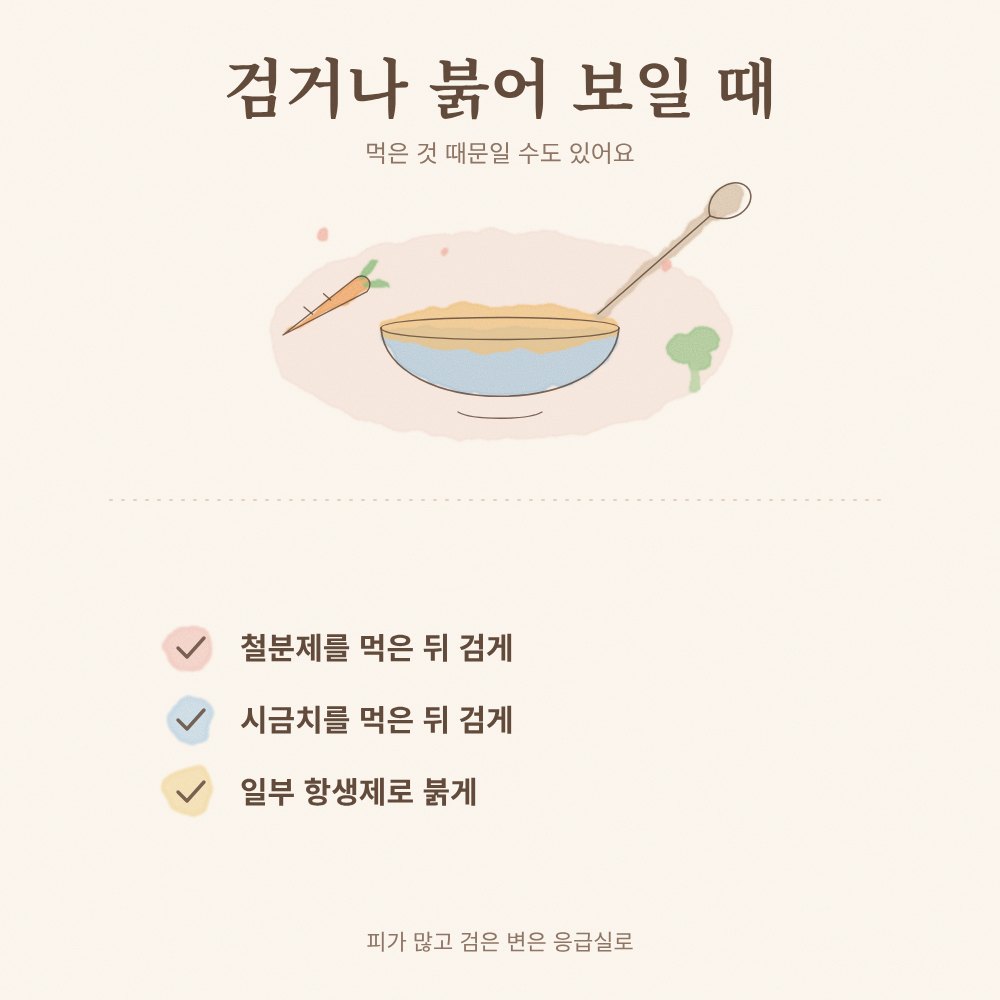 검거나 붉어 보일 때
먹은 것 때문일 수도 있어요
철분제를 먹은 뒤 검게
시금치를 먹은 뒤 검게
일부 항생제로 붉게
피가 많고 검은 변은 응급실로